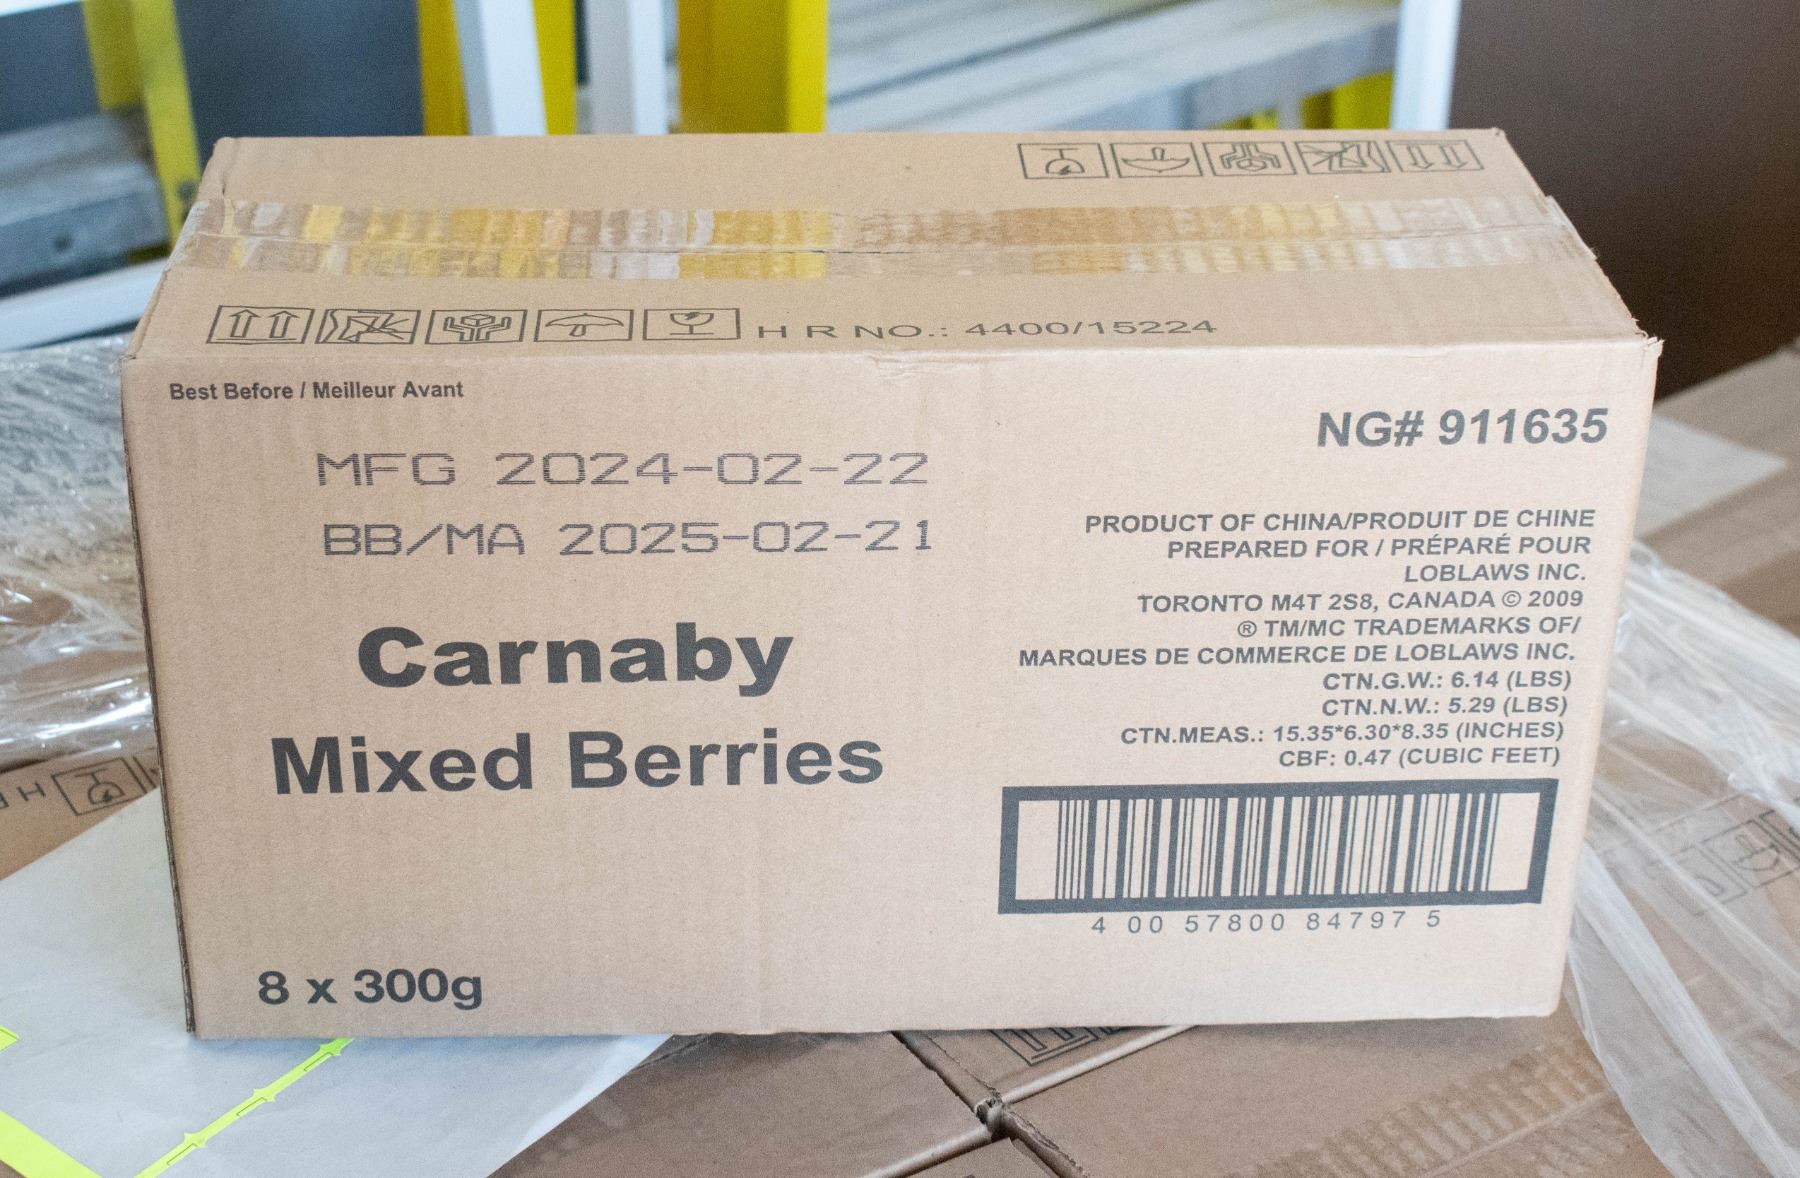 H R NO.: 4400/15224
Best Before / Meilleur Avant
MFG 2024-02-22
BB/MA 2025-02-21
Carnaby
Mixed Berries
8 x 300g
NG# 911635
PRODUCT OF CHINA/PRODUIT DE CHINE
PREPARED FOR / PRÉPARÉ POUR
LOBLAWS INC.
TORONTO M4T 2S8, CANADA © 2009
® TM/MC TRADEMARKS OF/
MARQUES DE COMMERCE DE LOBLAWS INC.
CTN.G.W.: 6.14 (LBS)
CTN.N.W.: 5.29 (LBS)
CTN.MEAS.: 15.35*6.30*8.35 (INCHES)
CBF: 0.47 (CUBIC FEET)
4 00 57800 84797 5
H